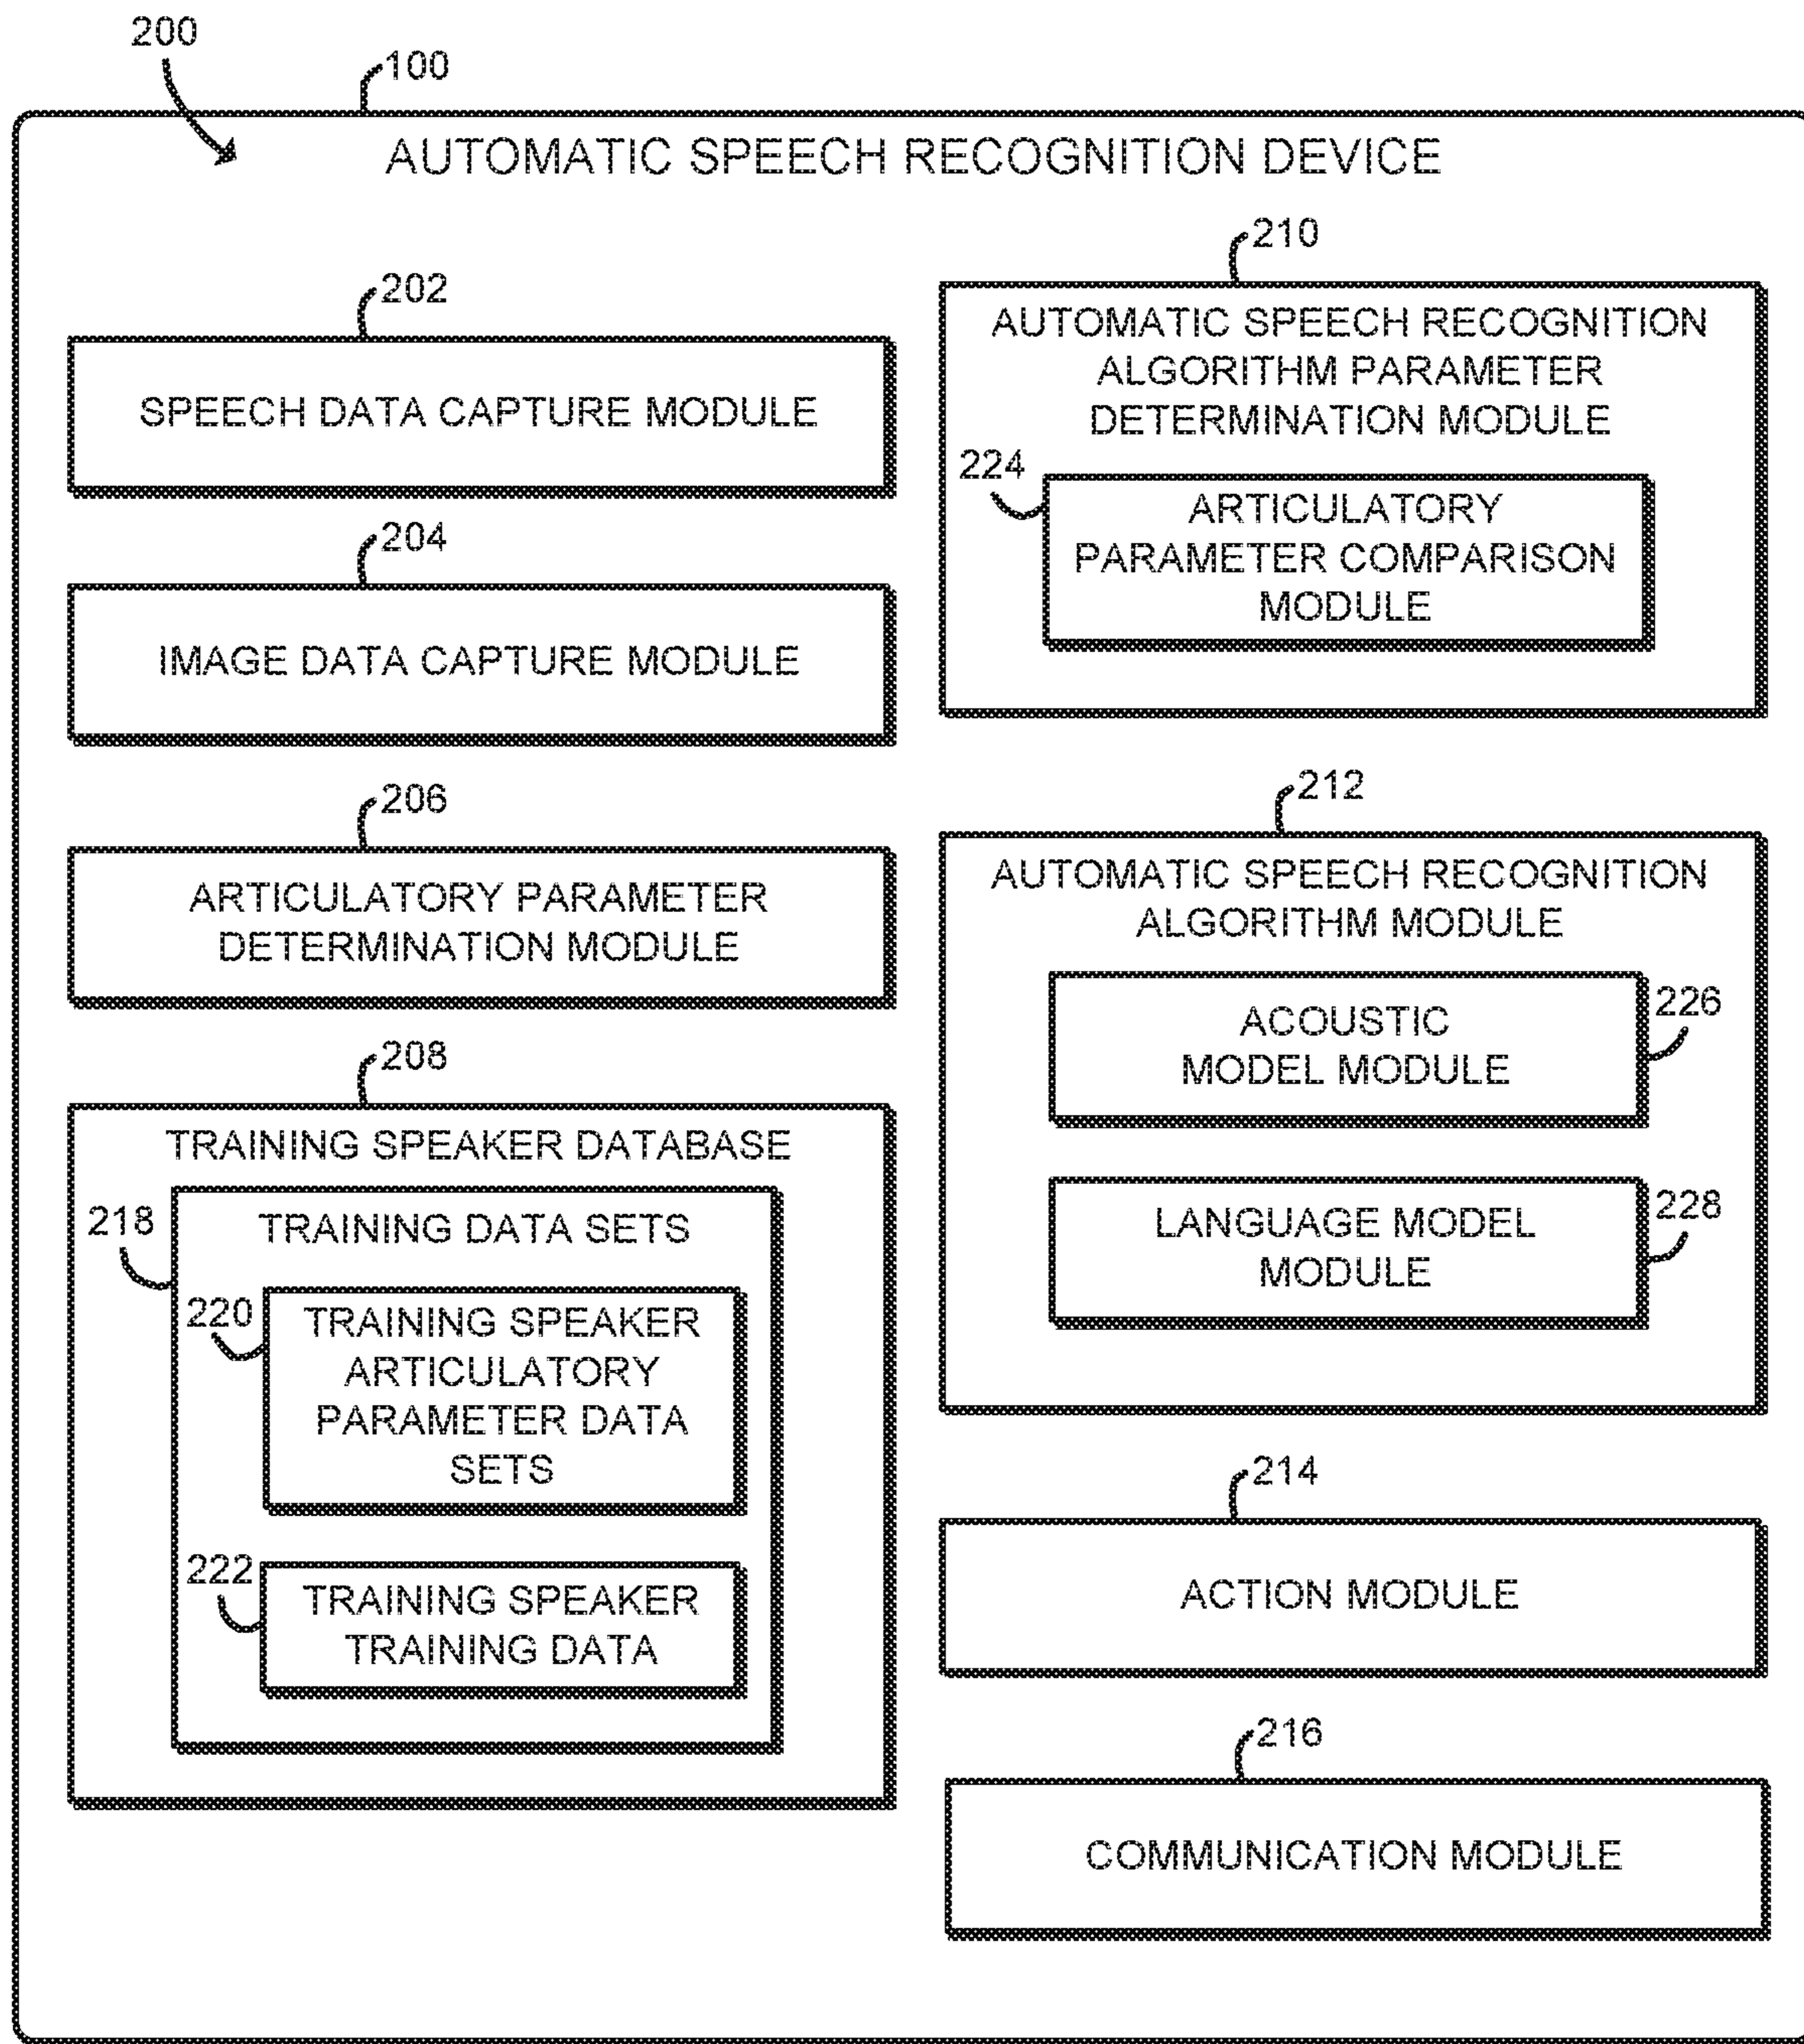 200
100
AUTOMATIC SPEECH RECOGNITION DEVICE
202
SPEECH DATA CAPTURE MODULE
204
IMAGE DATA CAPTURE MODULE
206
ARTICULATORY PARAMETER
DETERMINATION MODULE
208
TRAINING SPEAKER DATABASE
218
TRAINING DATA SETS
220
TRAINING SPEAKER
ARTICULATORY
PARAMETER DATA
SETS
222
TRAINING SPEAKER
TRAINING DATA
210
AUTOMATIC SPEECH RECOGNITION
ALGORITHM PARAMETER
DETERMINATION MODULE
224
ARTICULATORY
PARAMETER COMPARISON
MODULE
212
AUTOMATIC SPEECH RECOGNITION
ALGORITHM MODULE
ACOUSTIC
MODEL MODULE
226
LANGUAGE MODEL
MODULE
228
214
ACTION MODULE
216
COMMUNICATION MODULE